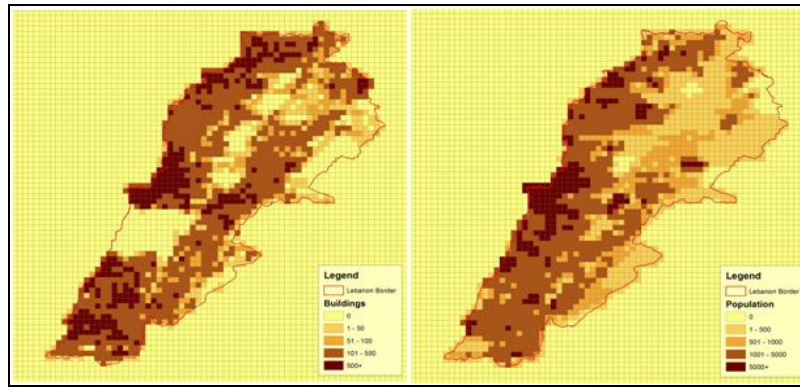 Legend
Lebanon Border
Buildings
0
1 - 50
51 - 100
101 - 500
500+
Legend
Lebanon Border
Population
0
1 - 500
501 - 1000
1001 - 5000
5000+